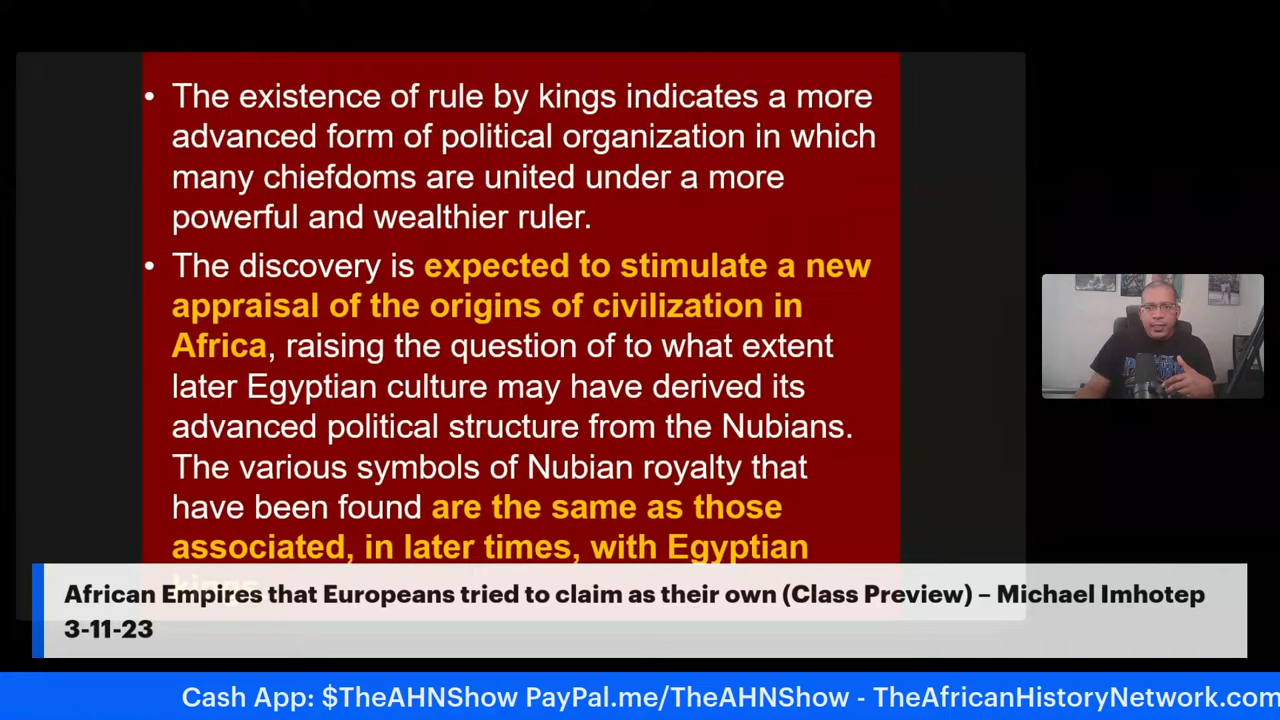 • The existence of rule by kings indicates a more
advanced form of political organization in which
many chiefdoms are united under a more
powerful and wealthier ruler.
• The discovery is expected to stimulate a new
appraisal of the origins of civilization in
Africa, raising the question of to what extent
later Egyptian culture may have derived its
advanced political structure from the Nubians.
The various symbols of Nubian royalty that
have been found are the same as those
associated, in later times, with Egyptian
African Empires that Europeans tried to claim as their own (Class Preview) – Michael Imhotep
3-11-23
Cash App: $TheAHNShow PayPal.me/TheAHNShow - TheAfricanHistoryNetwork.com